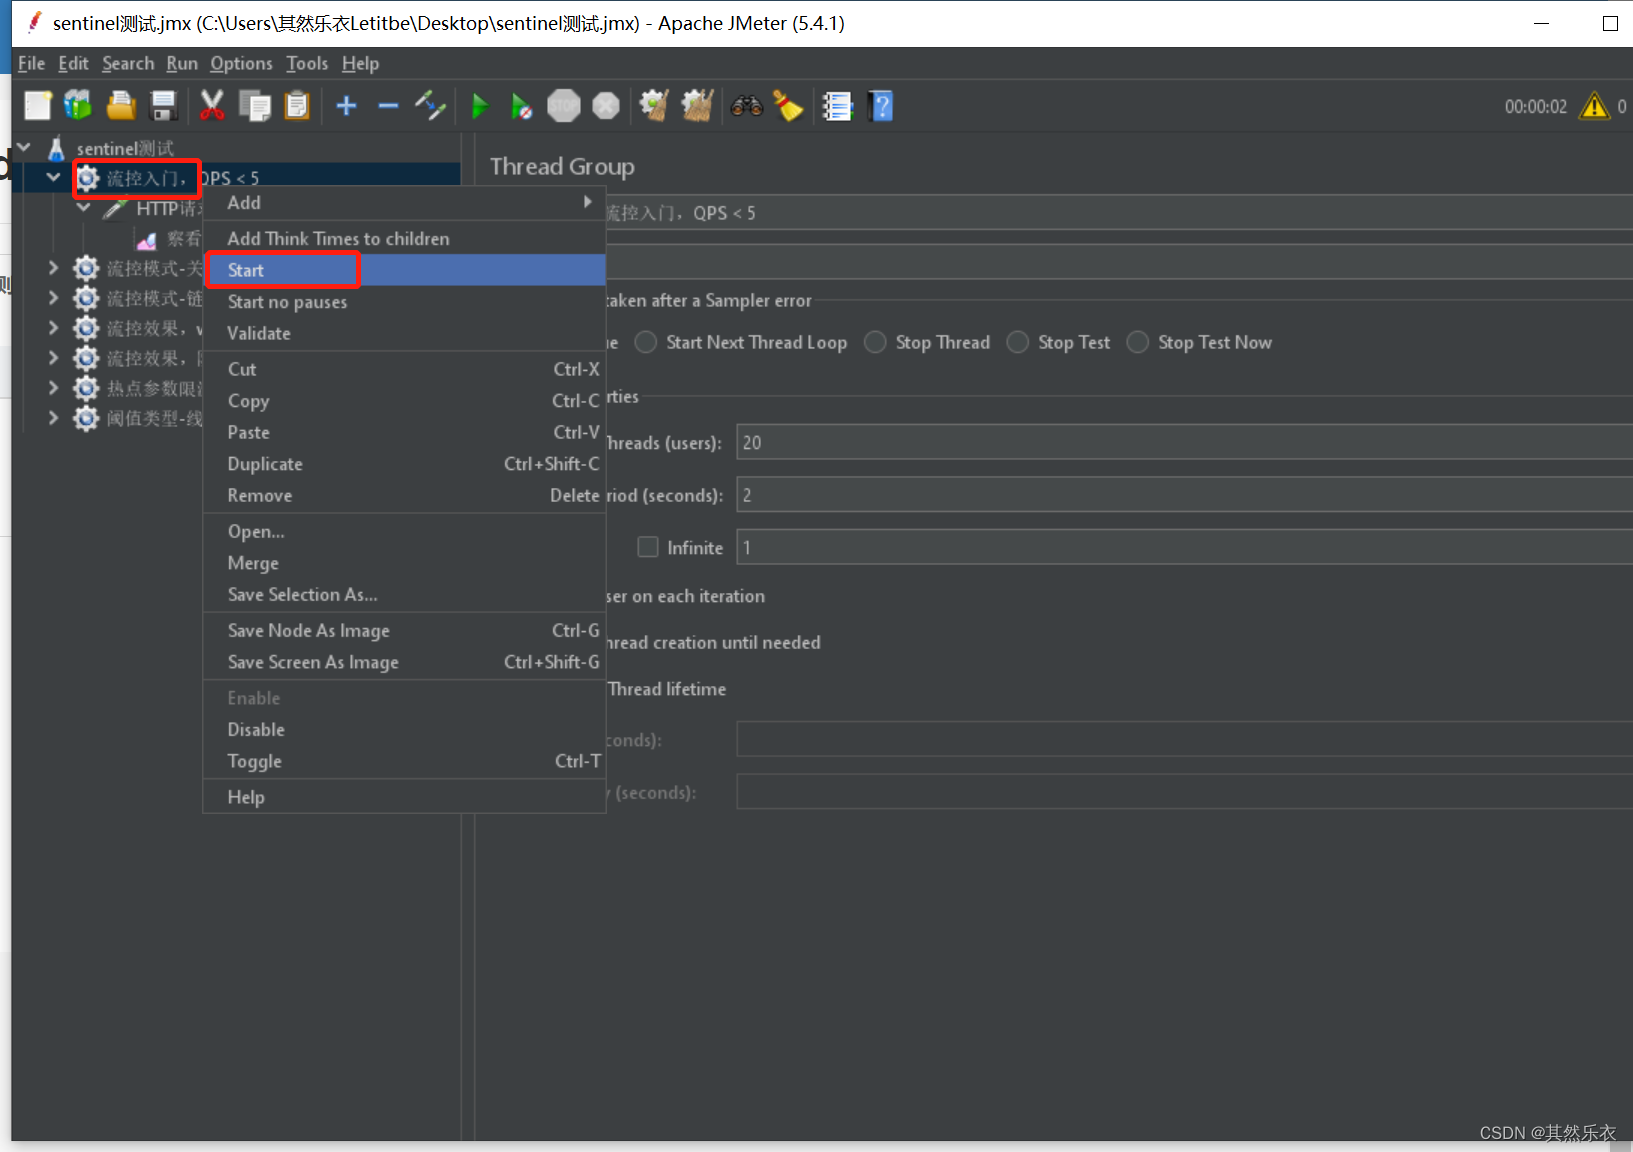 sentinel测试.jmx (C:\Users\其然乐衣Letitbe\Desktop\sentinel测试.jmx) - Apache JMeter (5.4.1)
File Edit Search Run Options Tools Help
STOP
00:00:02
0
sentinel测试
流控入门，QPS < 5
HTTP请求
察看
流控模式-关
流控模式-链
流控效果，w
流控效果，
热点参数限流
阈值类型-线
Add
Add Think Times to children
Start
Start no pauses
Validate
Cut Ctrl-X
Copy Ctrl-C
Paste Ctrl-V
Duplicate Ctrl+Shift-C
Remove Delete
Open...
Merge
Save Selection As...
Save Node As Image Ctrl-G
Save Screen As Image Ctrl+Shift-G
Enable
Disable
Toggle Ctrl-T
Help
Thread Group
流控入门，QPS < 5
taken after a Sampler error
ue Start Next Thread Loop Stop Thread Stop Test Stop Test Now
rties
Threads (users): 20
riod (seconds): 2
Infinite 1
ser on each iteration
hread creation until needed
Thread lifetime
conds):
y (seconds):
CSDN @其然乐衣